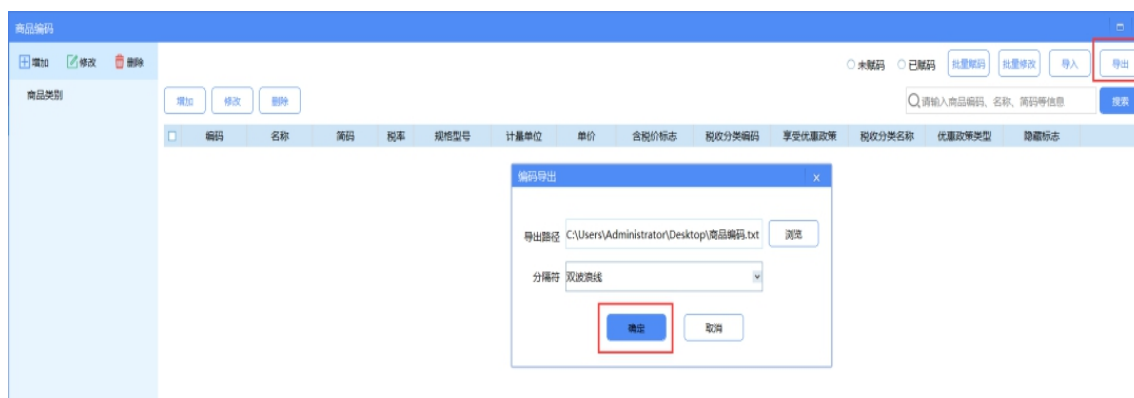 商品编码
增加 修改 删除
未赋码 已赋码 批量赋码 批量修改 导入 导出
商品类别
增加 修改 删除
请输入商品编码、名称、简码等信息 搜索
编码 名称 简码 税率 规格型号 计量单位 单价 含税价标志 税收分类编码 享受优惠政策 税收分类名称 优惠政策类型 隐藏标志
编码导出 x
导出路径 C:\Users\Administrator\Desktop\商品编码.txt 浏览
分隔符 双波浪线
确定 取消